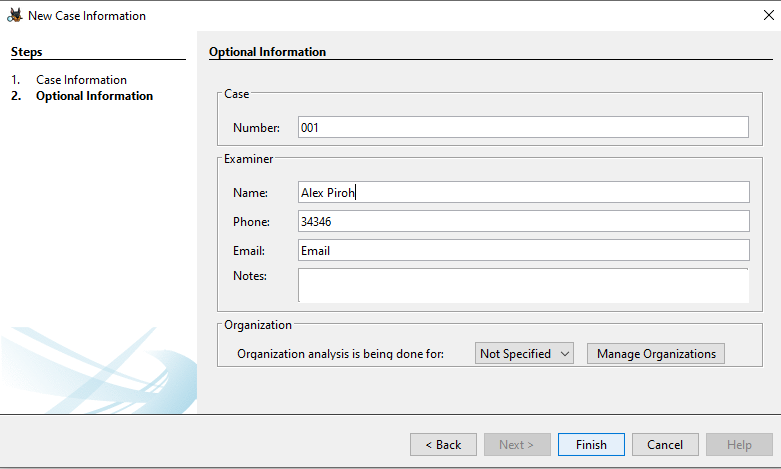 New Case Information
Steps
1. Case Information
2. Optional Information
Optional Information
Case
Number: 001
Examiner
Name: Alex Piroh
Phone: 34346
Email: Email
Notes:
Organization
Organization analysis is being done for: Not Specified Manage Organizations
< Back Next > Finish Cancel Help